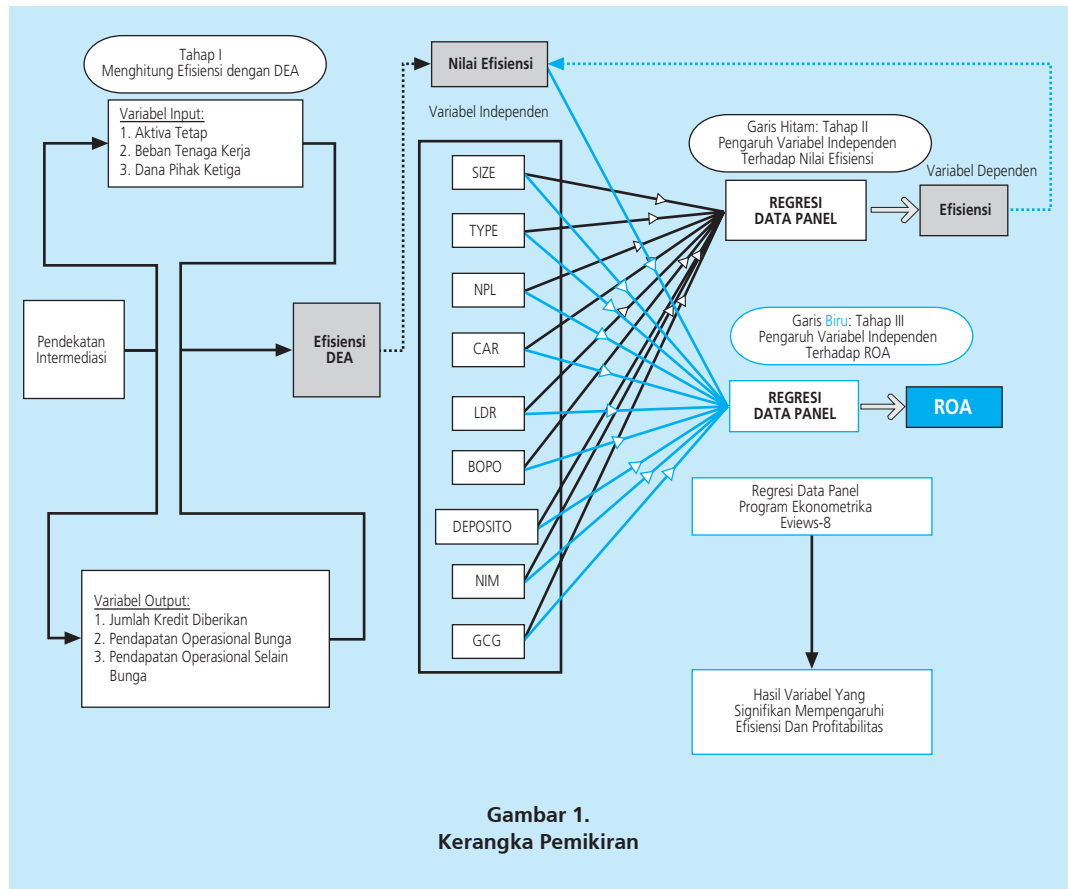 Tahap I
Menghitung Efisiensi dengan DEA
Variabel Input:
1. Aktiva Tetap
2. Beban Tenaga Kerja
3. Dana Pihak Ketiga
Pendekatan
Intermediasi
Efisiensi
DEA
Variabel Output:
1. Jumlah Kredit Diberikan
2. Pendapatan Operasional Bunga
3. Pendapatan Operasional Selain
Bunga
Nilai Efisiensi
Variabel Independen
SIZE
TYPE
NPL
CAR
LDR
BOPO
DEPOSITO
NIM
GCG
Garis Hitam: Tahap II
Pengaruh Variabel Independen
Terhadap Nilai Efisiensi
Variabel Dependen
REGRESI
DATA PANEL
Efisiensi
Garis Biru: Tahap III
Pengaruh Variabel Independen
Terhadap ROA
REGRESI
DATA PANEL
ROA
Regresi Data Panel
Program Ekonometrika
Eviews-8
Hasil Variabel Yang
Signifikan Mempengaruhi
Efisiensi Dan Profitabilitas
Gambar 1.
Kerangka Pemikiran